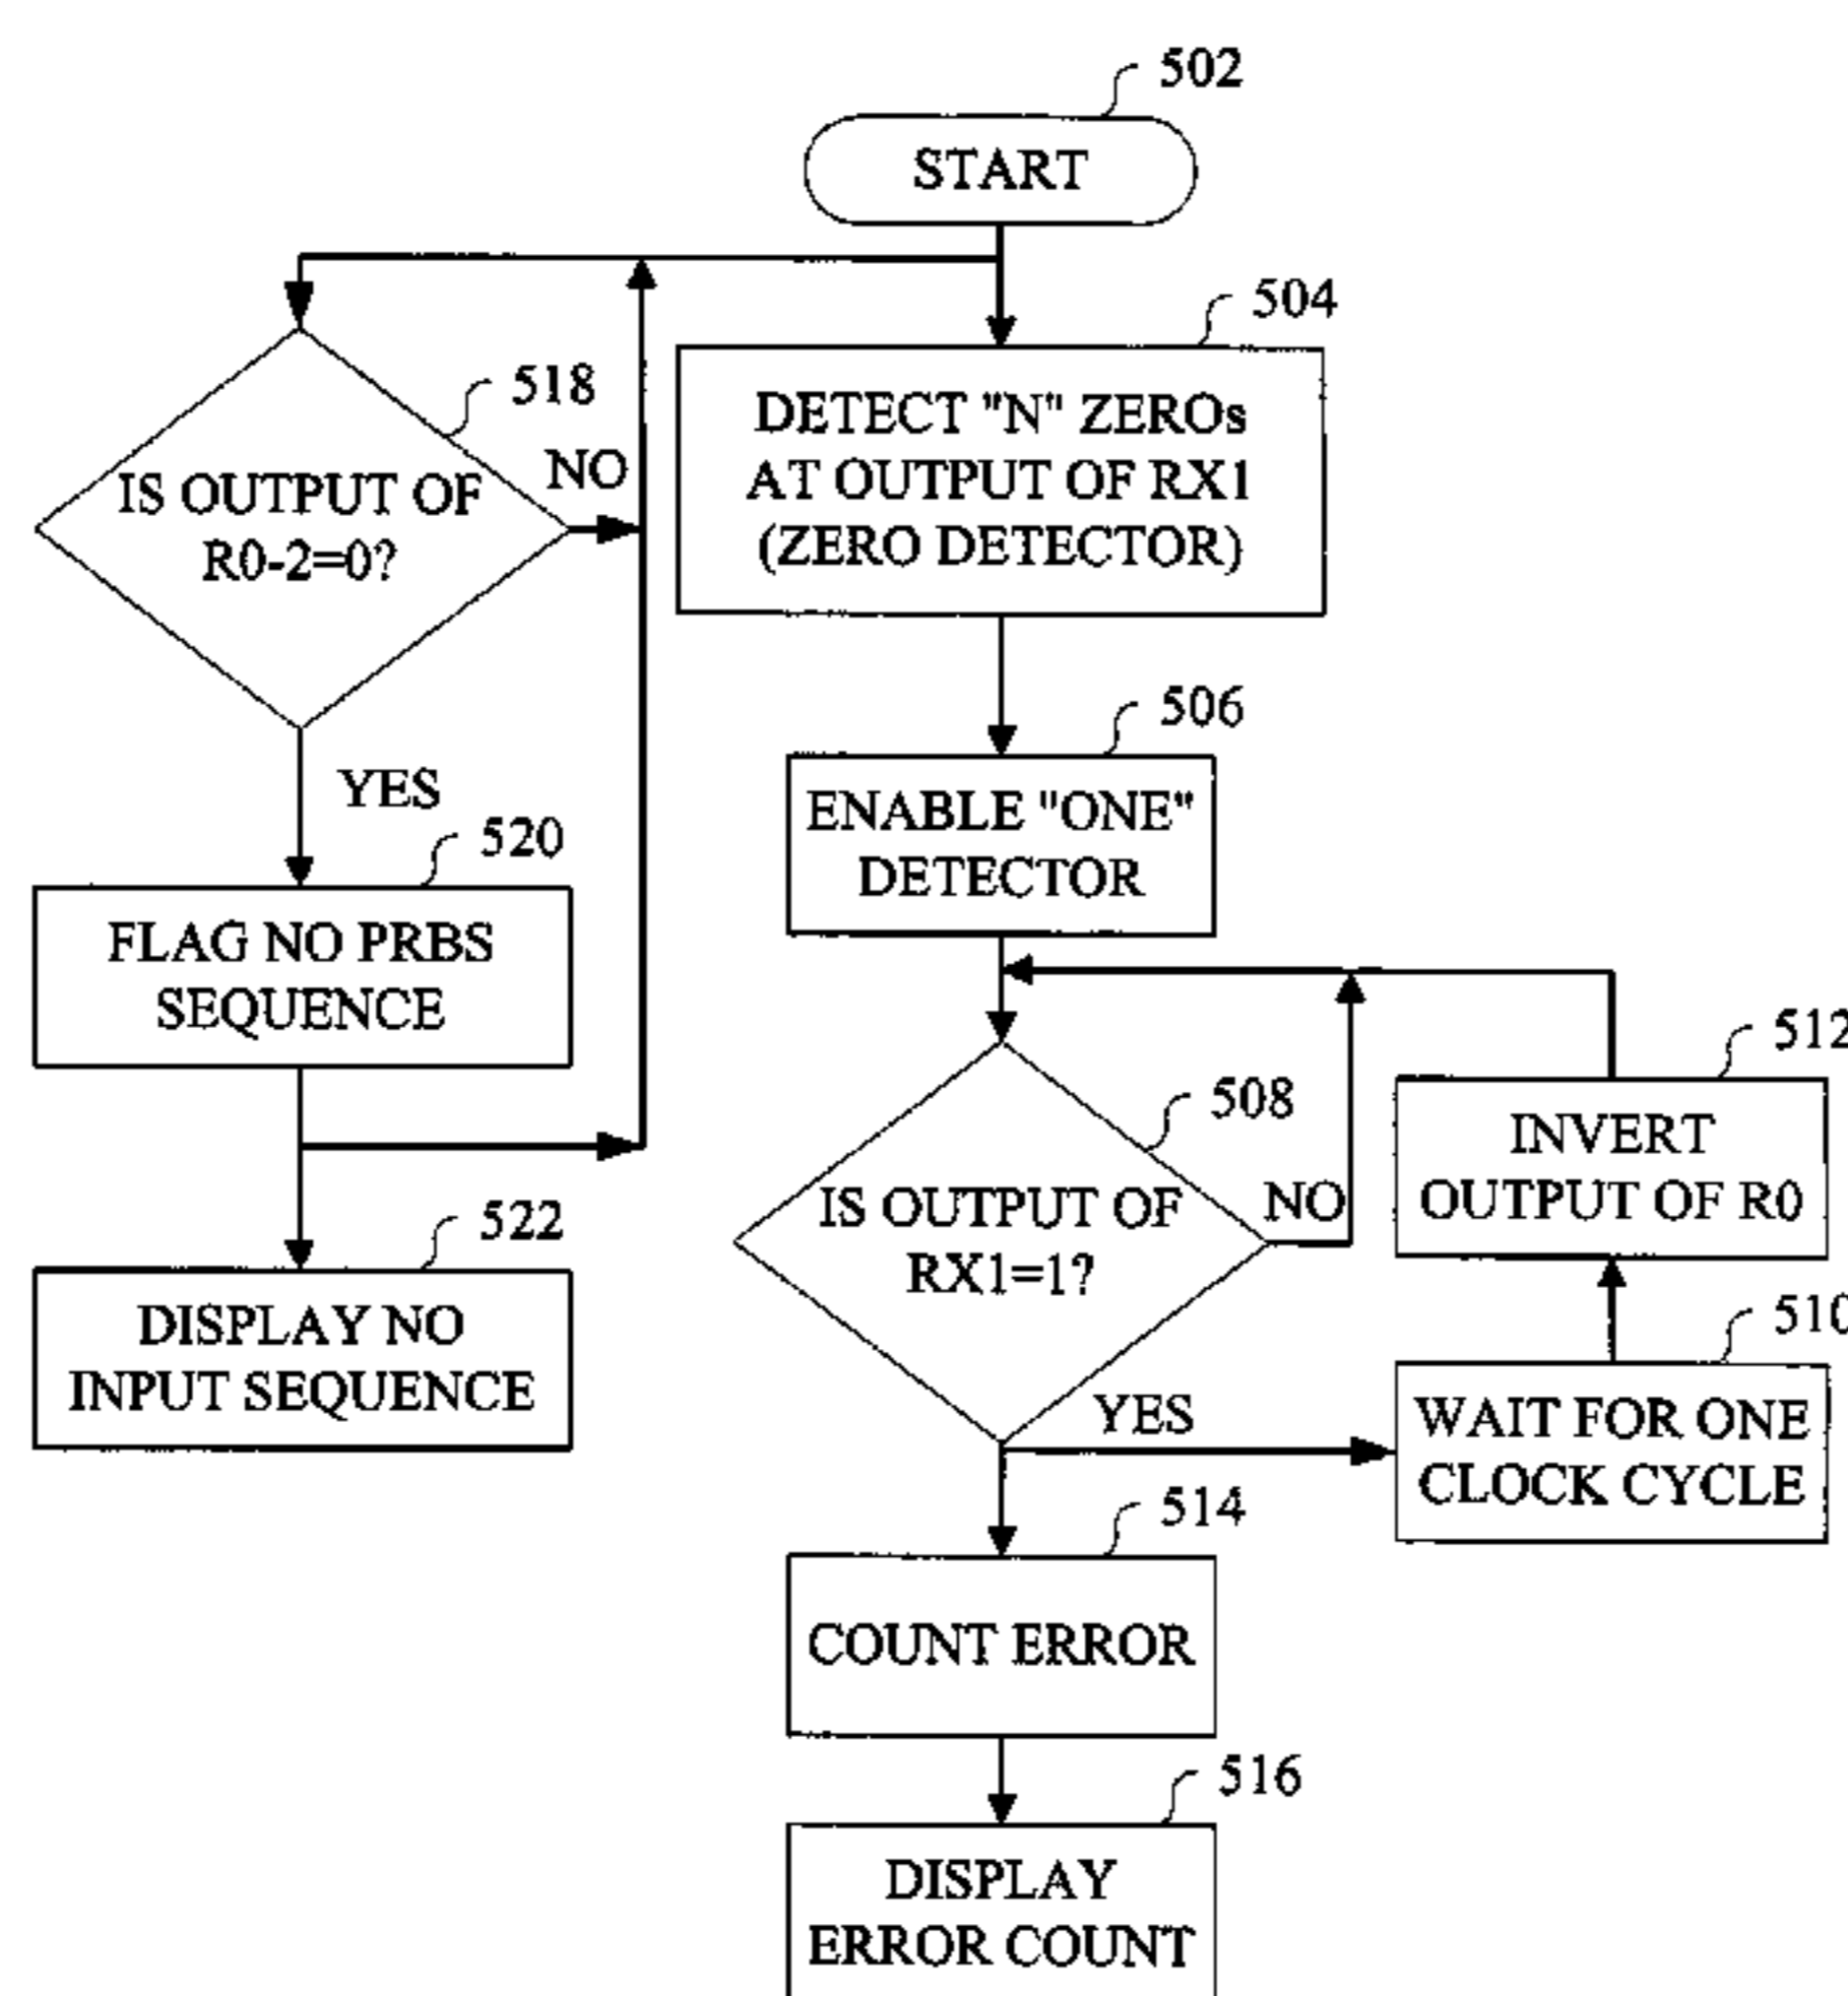 502
START
504
DETECT "N" ZEROs
AT OUTPUT OF RX1
(ZERO DETECTOR)
518
IS OUTPUT OF
R0-2=0?
NO
YES
506
ENABLE "ONE"
DETECTOR
520
FLAG NO PRBS
SEQUENCE
508
IS OUTPUT OF
RX1=1?
NO
YES
512
INVERT
OUTPUT OF R0
510
WAIT FOR ONE
CLOCK CYCLE
522
DISPLAY NO
INPUT SEQUENCE
514
COUNT ERROR
516
DISPLAY
ERROR COUNT